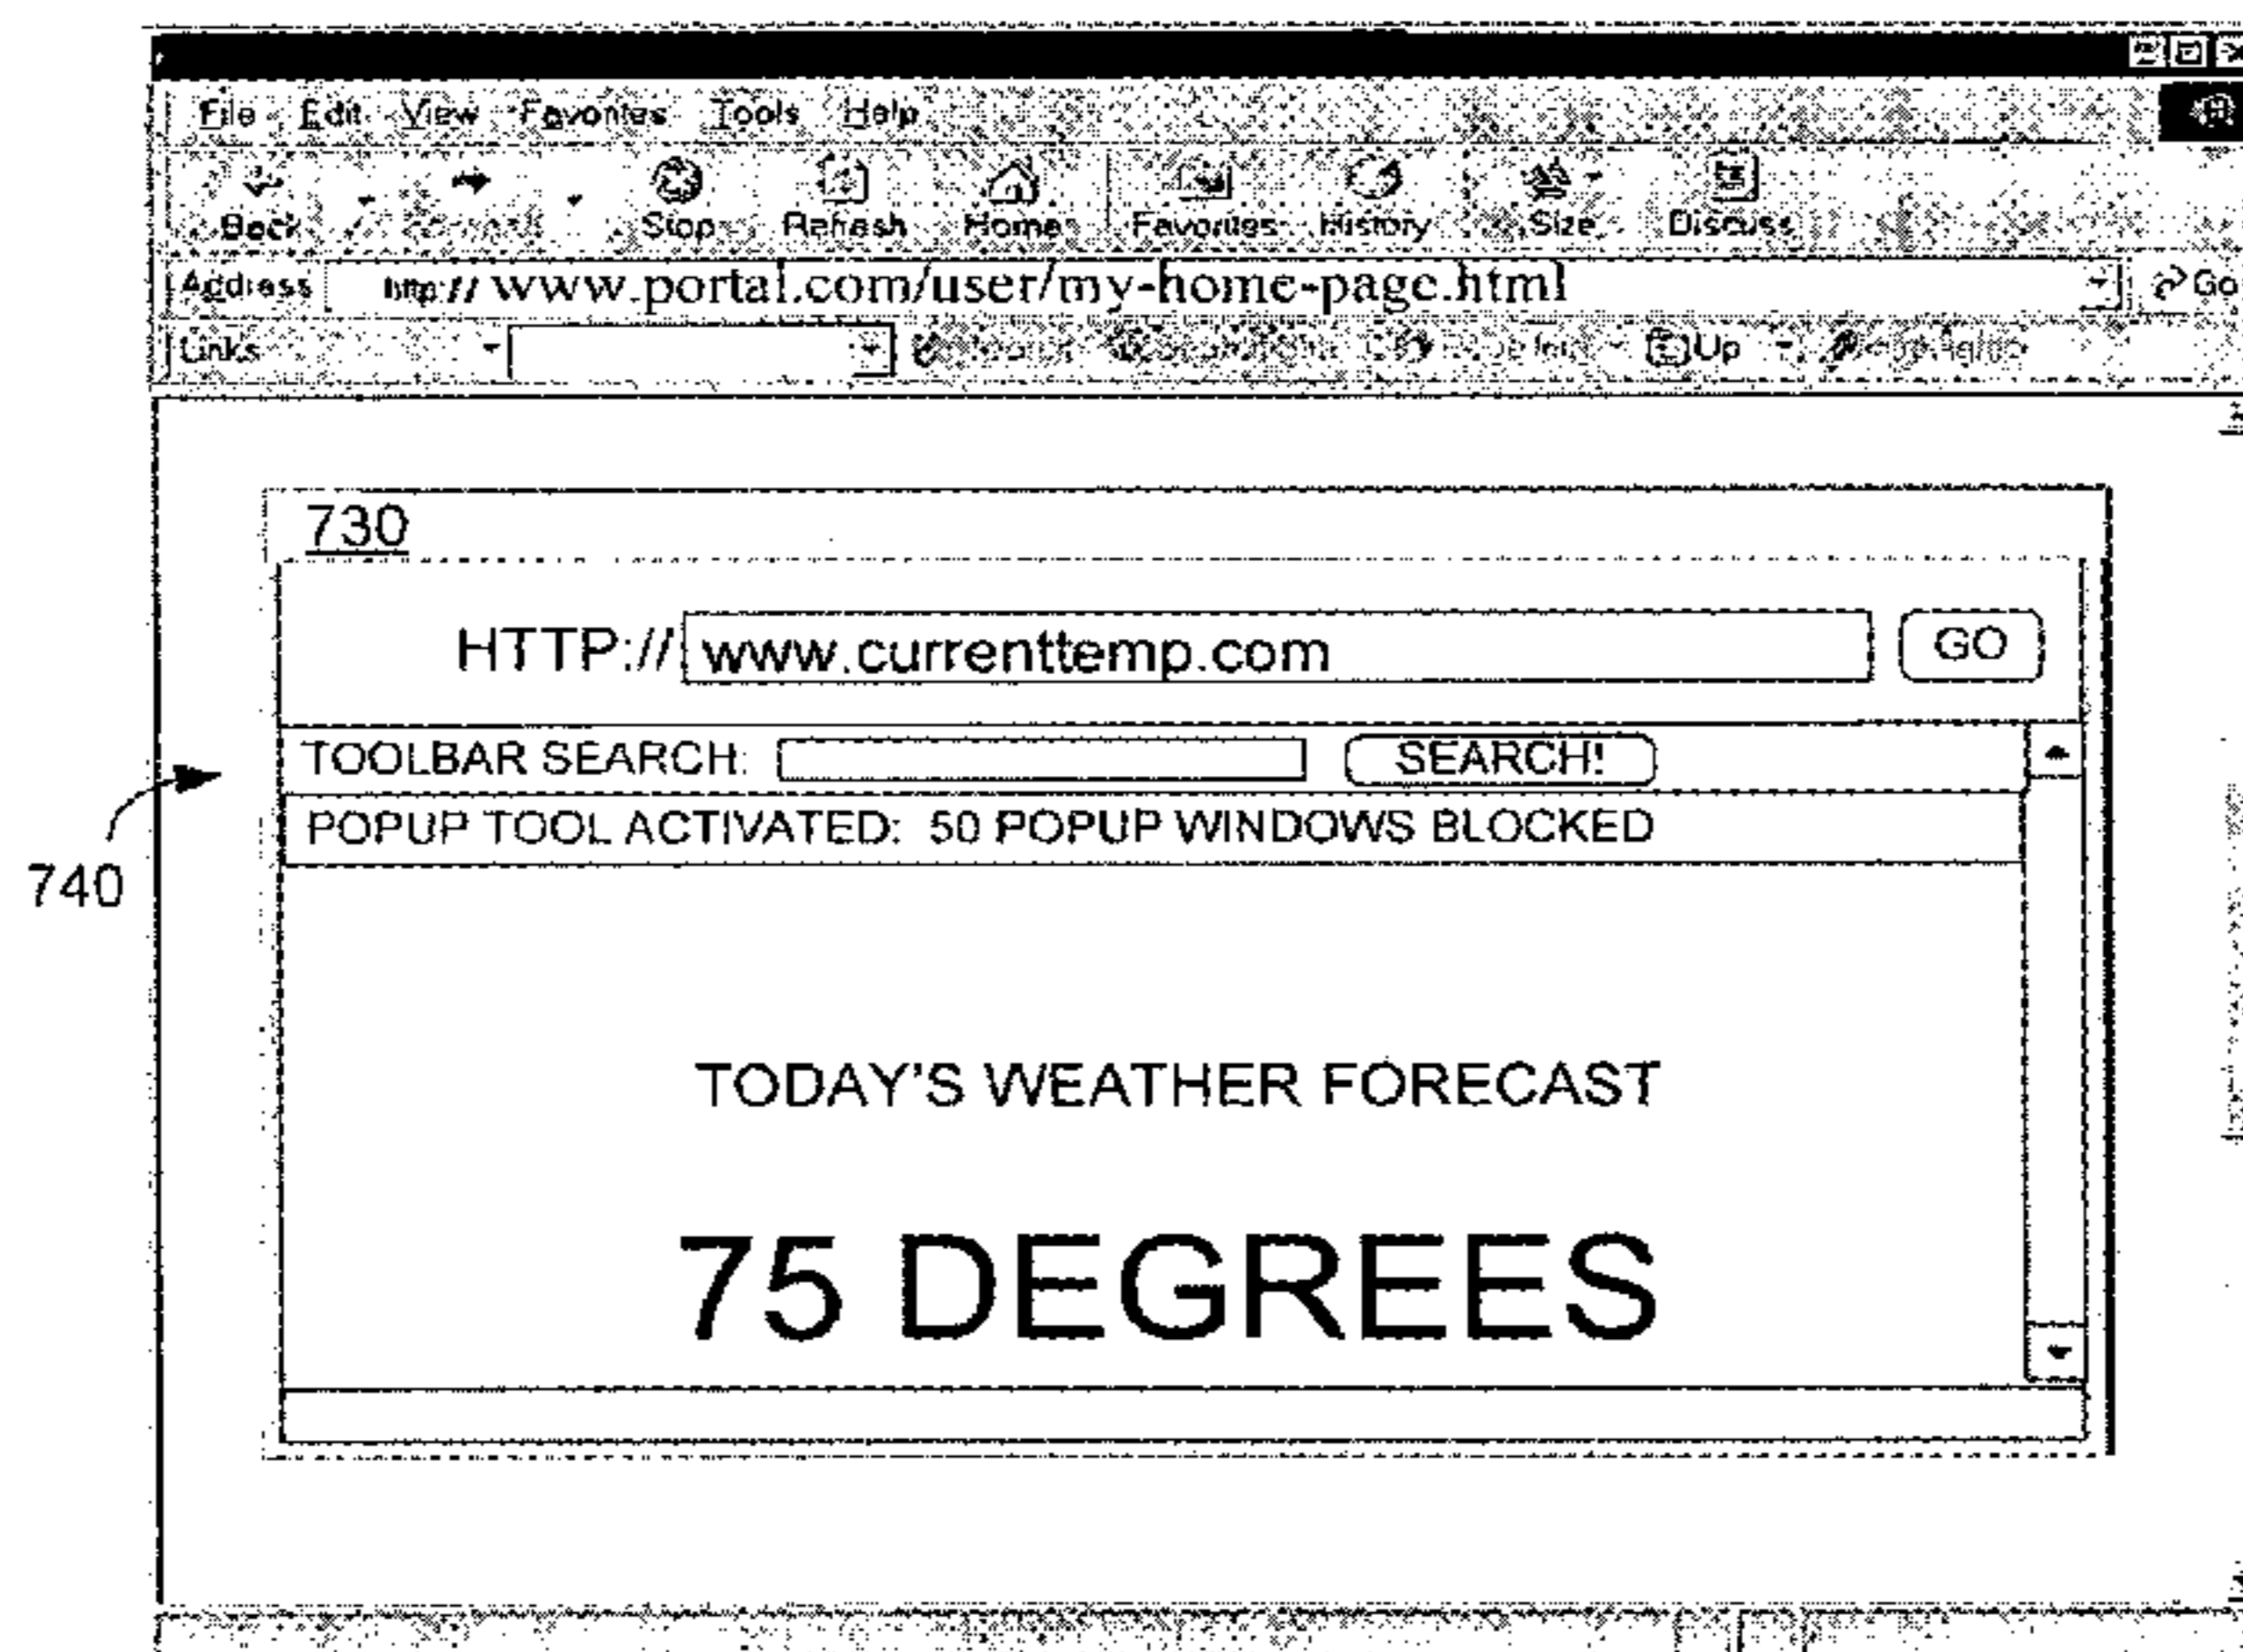 File Edit View Favorites Tools Help
Back Stop Refresh Home Favorites History Size Discuss
Address http:// www.portal.com/user/my-home-page.html Go
Links Up
730
HTTP:// www.currenttemp.com GO
TOOLBAR SEARCH: SEARCH!
POPUP TOOL ACTIVATED: 50 POPUP WINDOWS BLOCKED
740
TODAY'S WEATHER FORECAST
75 DEGREES